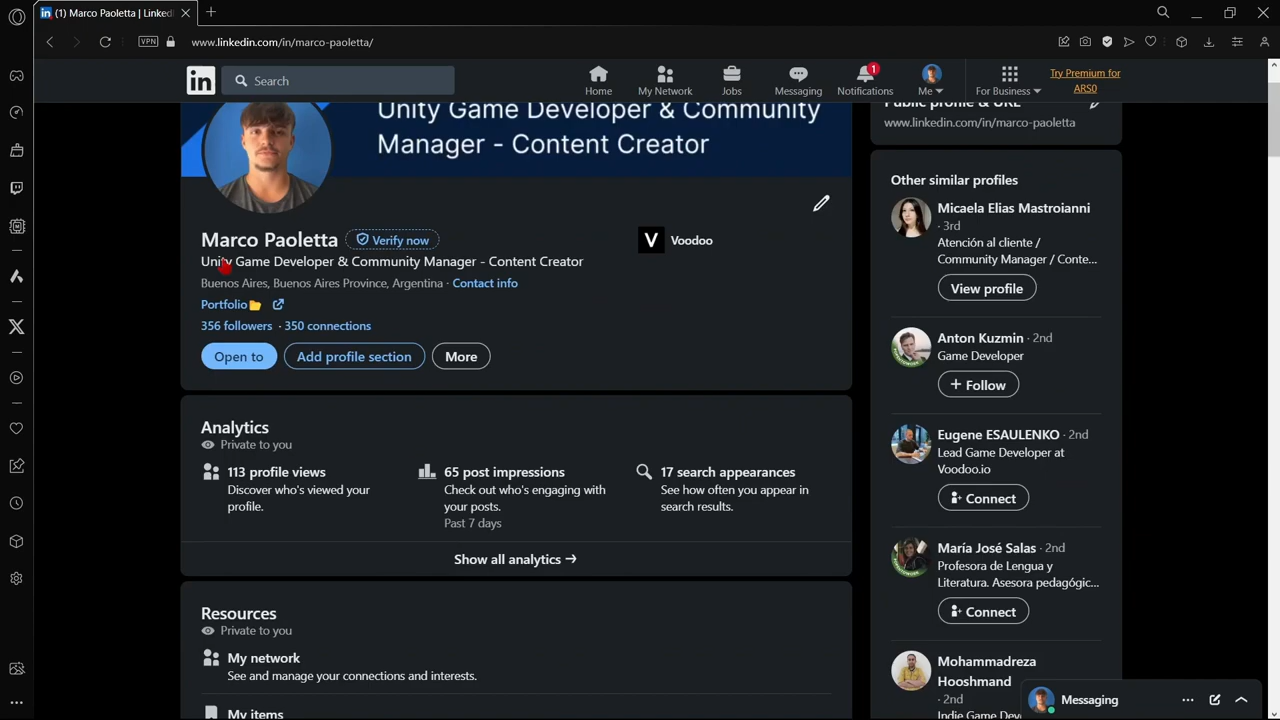 (1) Marco Paoletta | Linked
VPN
www.linkedin.com/in/marco-paoletta/
in
Search
Home
My Network
Jobs
Messaging
1
Notifications
Me
For Business
Try Premium for
ARS0
Unity Game Developer & Community
Manager - Content Creator
Marco Paoletta
Verify now
Unity Game Developer & Community Manager - Content Creator
V
Voodoo
Buenos Aires, Buenos Aires Province, Argentina · Contact info
Portfolio
356 followers · 350 connections
Open to
Add profile section
More
Analytics
Private to you
113 profile views
Discover who's viewed your
profile.
65 post impressions
Check out who's engaging with
your posts.
Past 7 days
17 search appearances
See how often you appear in
search results.
Show all analytics →
Resources
Private to you
My network
See and manage your connections and interests.
My items
Public profile & URL
www.linkedin.com/in/marco-paoletta
Other similar profiles
Micaela Elias Mastroianni
· 3rd
Atención al cliente /
Community Manager / Conte...
View profile
Anton Kuzmin · 2nd
Game Developer
+ Follow
Eugene ESAULENKO · 2nd
Lead Game Developer at
Voodoo.io
Connect
María José Salas · 2nd
Profesora de Lengua y
Literatura. Asesora pedagógic...
Connect
Mohammadreza
Hooshmand
· 2nd
Indie Game Dev
Messaging